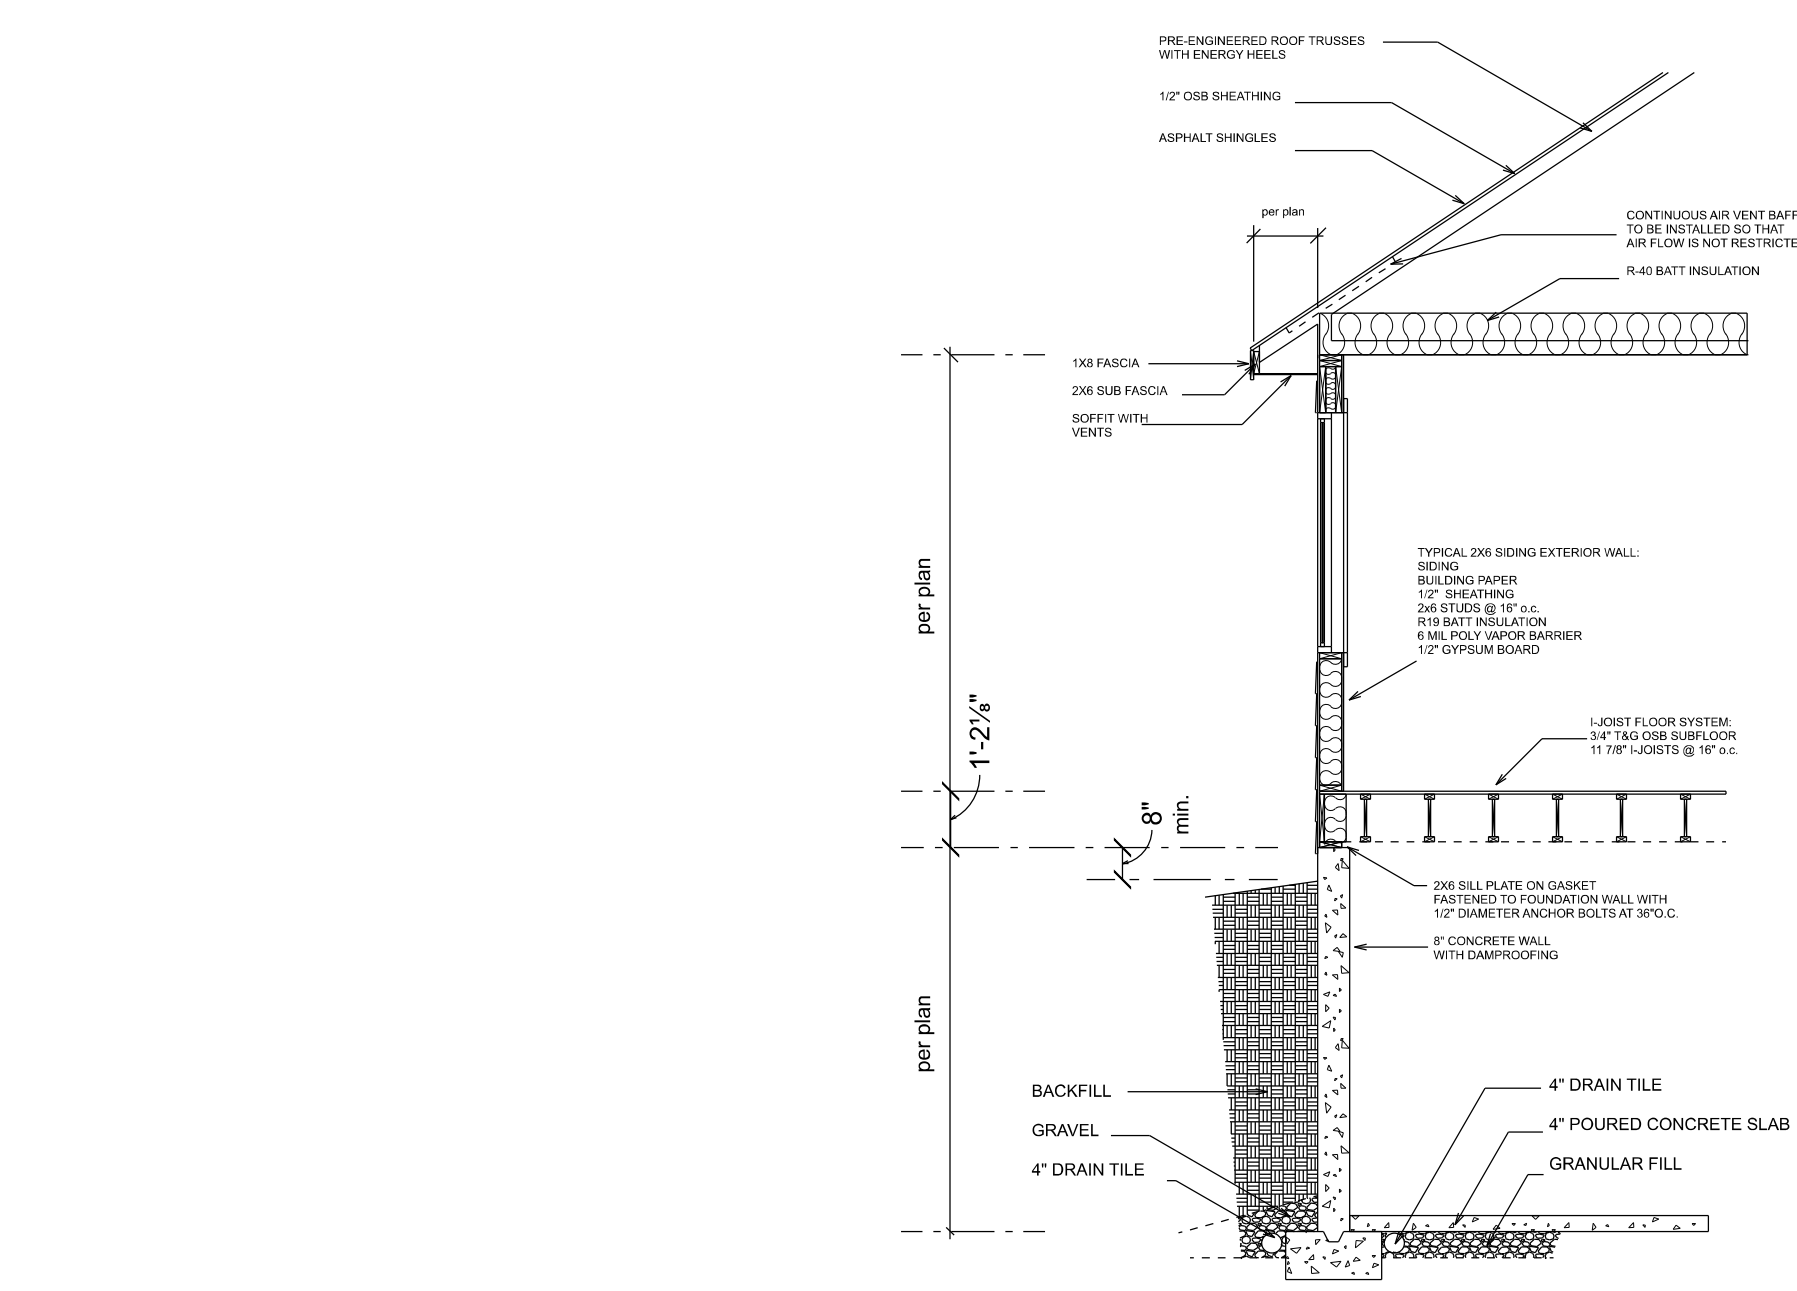 PRE-ENGINEERED ROOF TRUSSES
WITH ENERGY HEELS
1/2" OSB SHEATHING
ASPHALT SHINGLES
per plan
CONTINUOUS AIR VENT BAFF
TO BE INSTALLED SO THAT
AIR FLOW IS NOT RESTRICTE
R-40 BATT INSULATION
1X8 FASCIA
2X6 SUB FASCIA
SOFFIT WITH
VENTS
per plan
TYPICAL 2X6 SIDING EXTERIOR WALL:
SIDING
BUILDING PAPER
1/2" SHEATHING
2x6 STUDS @ 16" o.c.
R19 BATT INSULATION
6 MIL POLY VAPOR BARRIER
1/2" GYPSUM BOARD
1'-2⅛"
I-JOIST FLOOR SYSTEM:
3/4" T&G OSB SUBFLOOR
11 7/8" I-JOISTS @ 16" o.c.
8"
min.
2X6 SILL PLATE ON GASKET
FASTENED TO FOUNDATION WALL WITH
1/2" DIAMETER ANCHOR BOLTS AT 36"O.C.
8" CONCRETE WALL
WITH DAMPROOFING
per plan
BACKFILL
GRAVEL
4" DRAIN TILE
4" DRAIN TILE
4" POURED CONCRETE SLAB
GRANULAR FILL